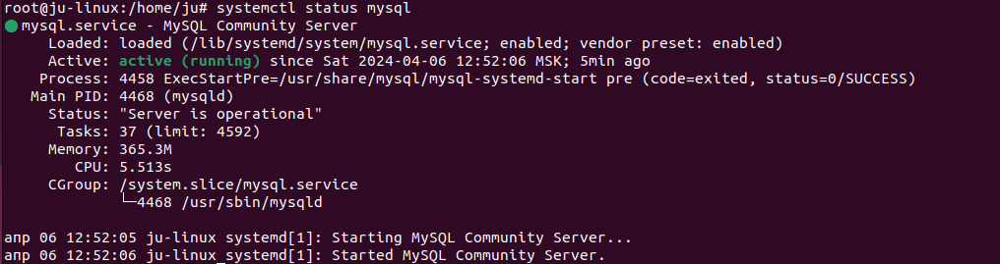 root@ju-linux:/home/ju# systemctl status mysql
● mysql.service - MySQL Community Server
     Loaded: loaded (/lib/systemd/system/mysql.service; enabled; vendor preset: enabled)
     Active: active (running) since Sat 2024-04-06 12:52:06 MSK; 5min ago
    Process: 4458 ExecStartPre=/usr/share/mysql/mysql-systemd-start pre (code=exited, status=0/SUCCESS)
   Main PID: 4468 (mysqld)
     Status: "Server is operational"
      Tasks: 37 (limit: 4592)
     Memory: 365.3M
        CPU: 5.513s
     CGroup: /system.slice/mysql.service
             └─4468 /usr/sbin/mysqld
апр 06 12:52:05 ju-linux systemd[1]: Starting MySQL Community Server...
апр 06 12:52:06 ju-linux systemd[1]: Started MySQL Community Server.